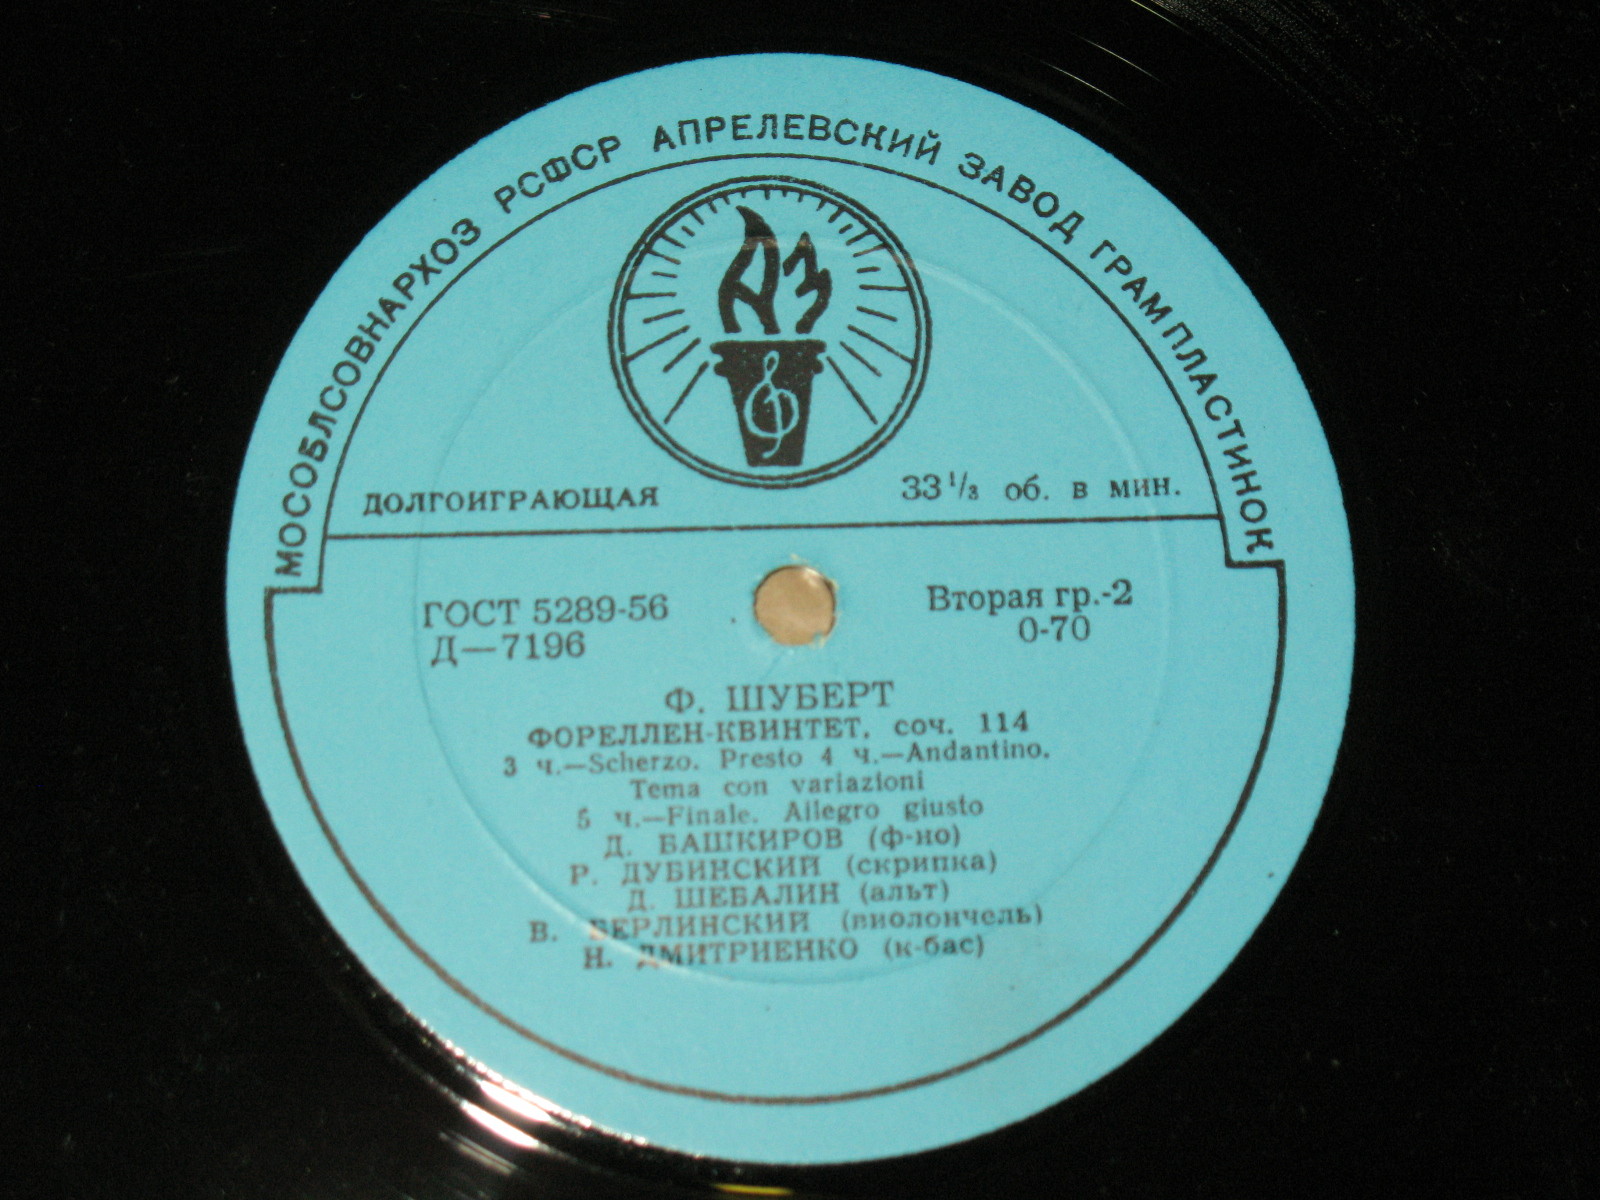 МОСОБЛСОВНАРХОЗ РСФСР АПРЕЛЕВСКИЙ ЗАВОД ГРАМПЛАСТИНОК
АЗ
ДОЛГОИГРАЮЩАЯ
33 1/3 об. в мин.
ГОСТ 5289-56
Д—7196
Вторая гр.-2
0-70
Ф. ШУБЕРТ
ФОРЕЛЛЕН-КВИНТЕТ, соч. 114
3 ч.—Scherzo. Presto 4 ч.—Andantino.
Tema con variazioni
5 ч.—Finale. Allegro giusto
Д. БАШКИРОВ (ф-но)
Р. ДУБИНСКИЙ (скрипка)
Д. ШЕБАЛИН (альт)
В. БЕРЛИНСКИЙ (виолончель)
Н. ДМИТРИЕНКО (к-бас)